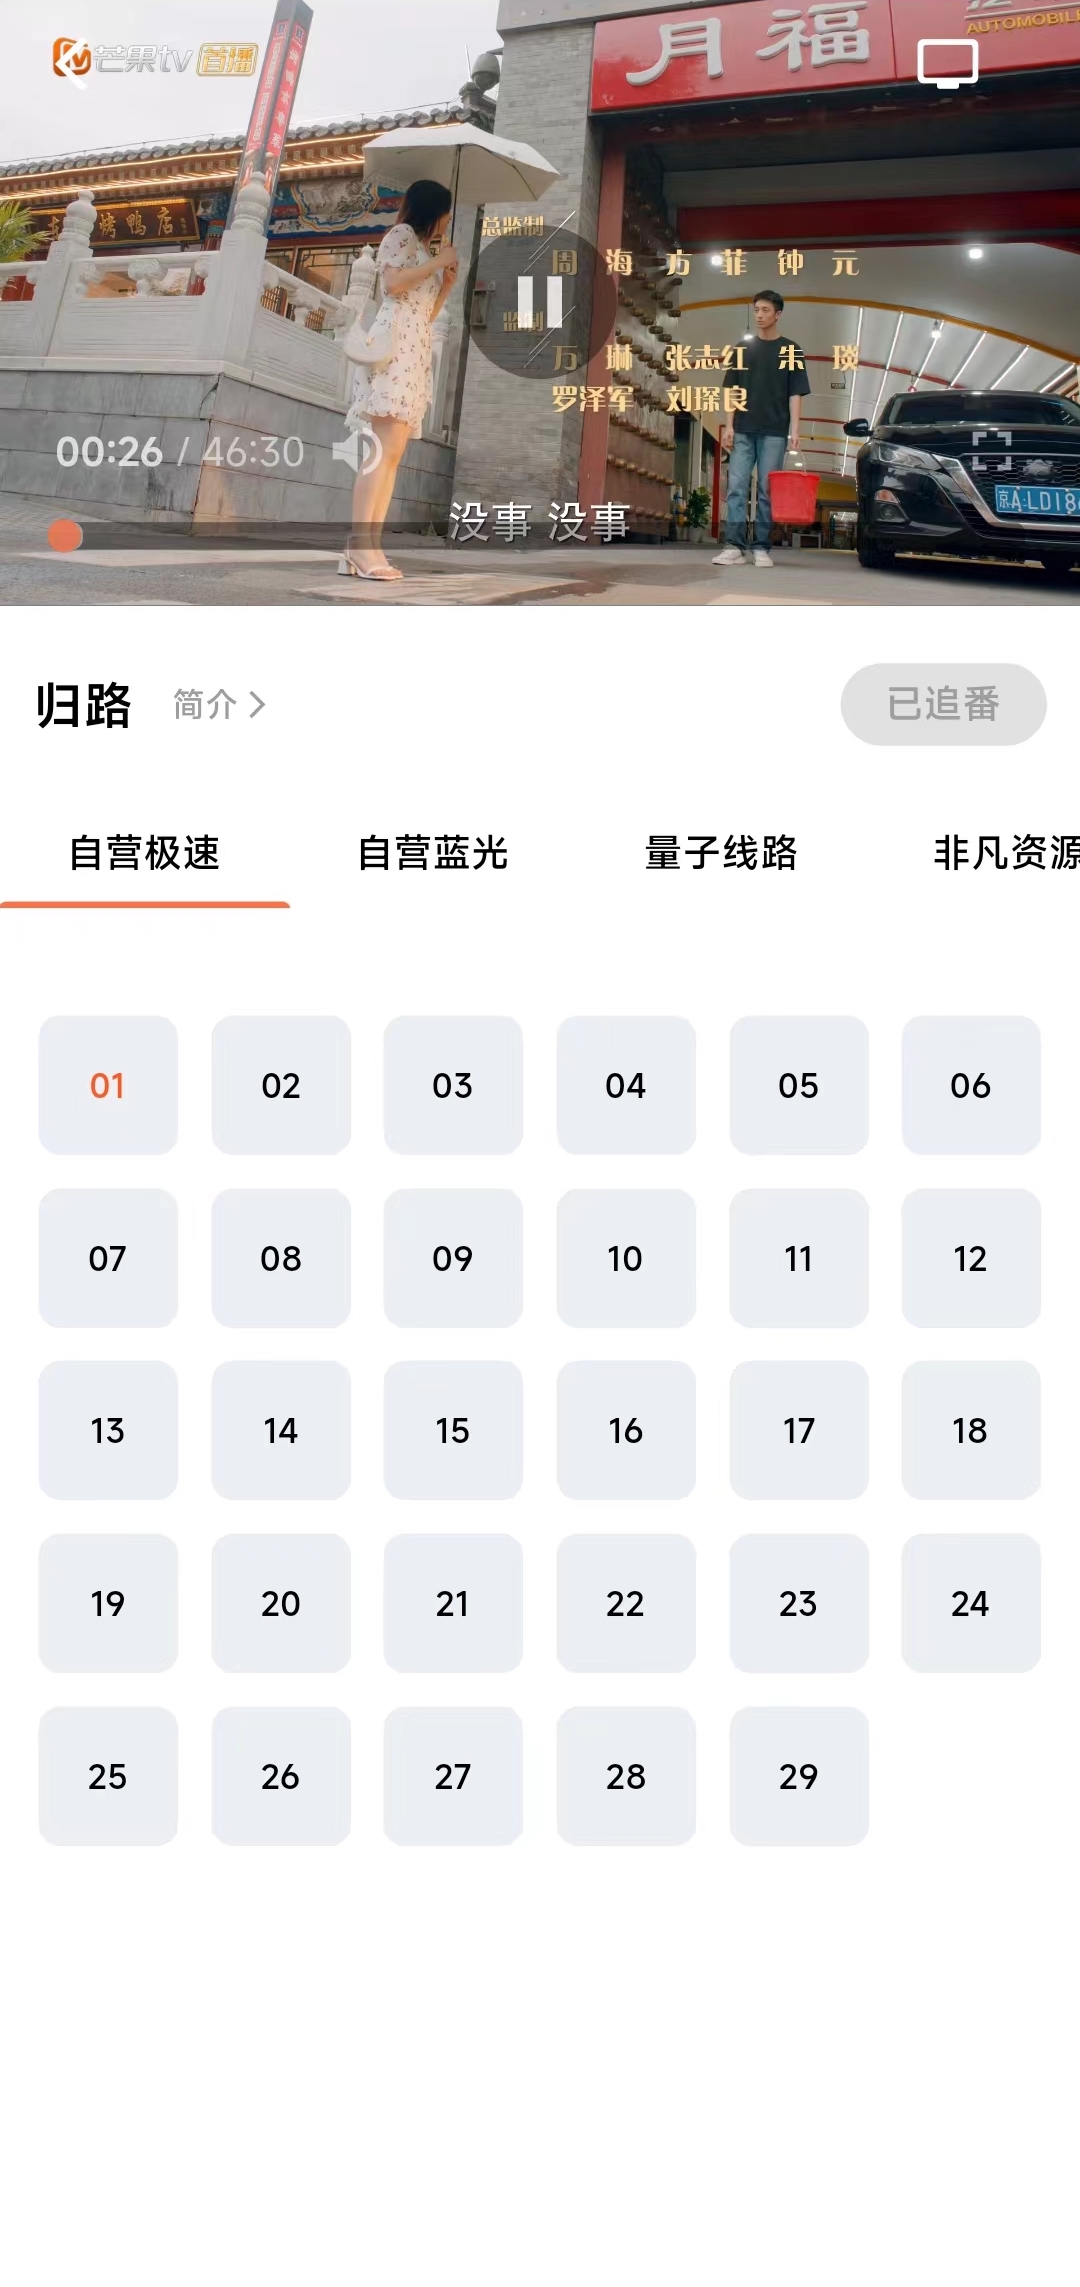 芒果tv 首播
月福
AUTOMOBIL
烤鸭店
总监制
周海 方菲 钟元
监制
万琳 张志红 朱琰
罗泽军 刘琛良
00:26 / 46:30
京A·LD18
没事 没事
归路 简介 已追番
自营极速 自营蓝光 量子线路 非凡资源
01 02 03 04 05 06
07 08 09 10 11 12
13 14 15 16 17 18
19 20 21 22 23 24
25 26 27 28 29